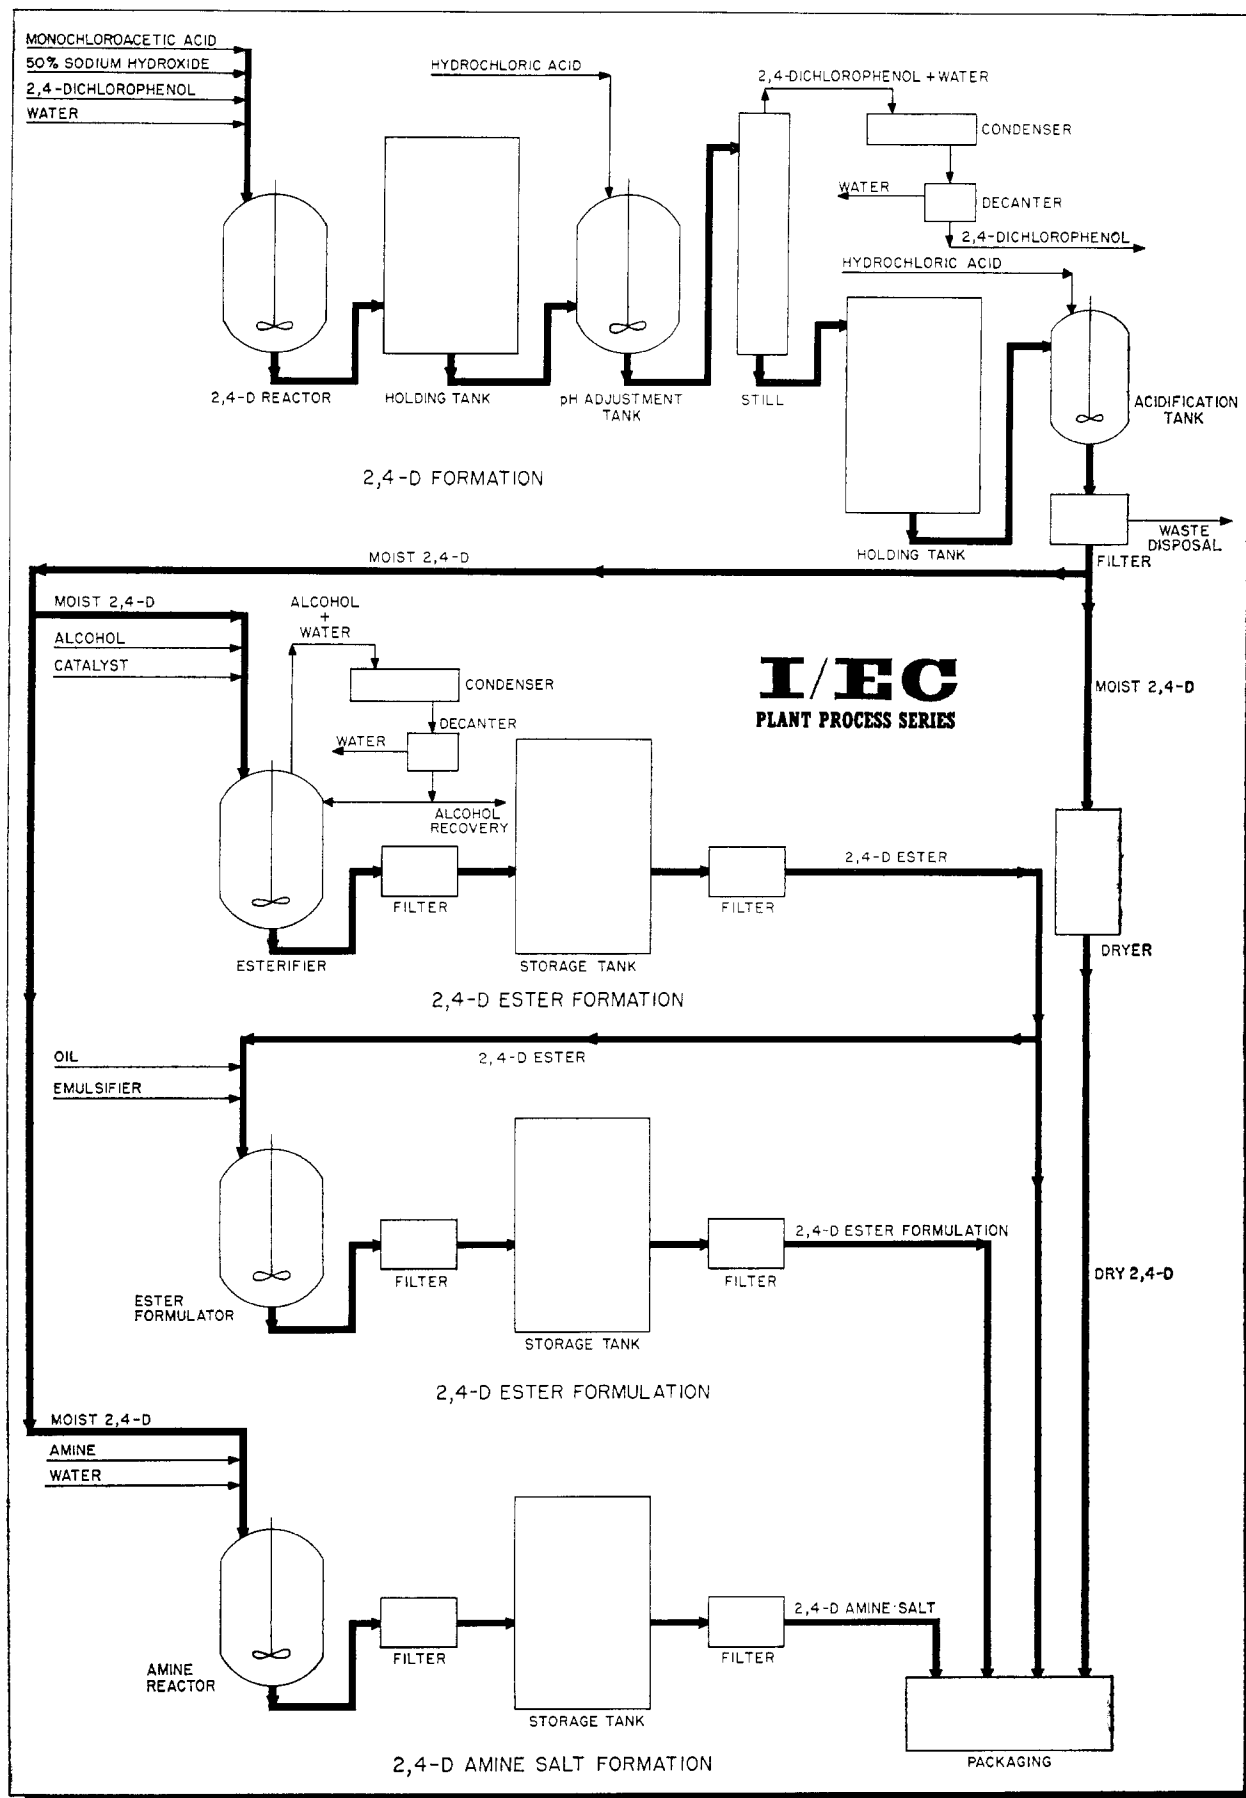 MONOCHLOROACETIC ACID
50% SODIUM HYDROXIDE
2,4-DICHLOROPHENOL
WATER
HYDROCHLORIC ACID
2,4-DICHLOROPHENOL + WATER
CONDENSER
WATER
DECANTER
2,4-DICHLOROPHENOL
HYDROCHLORIC ACID
2,4-D REACTOR
HOLDING TANK
pH ADJUSTMENT
TANK
STILL
ACIDIFICATION
TANK
2,4-D FORMATION
HOLDING TANK
WASTE
DISPOSAL
FILTER
MOIST 2,4-D
MOIST 2,4-D
ALCOHOL
CATALYST
ALCOHOL
+
WATER
CONDENSER
DECANTER
WATER
ALCOHOL
RECOVERY
I/EC
PLANT PROCESS SERIES
MOIST 2,4-D
FILTER
2,4-D ESTER
FILTER
ESTERIFIER
STORAGE TANK
DRYER
2,4-D ESTER FORMATION
2,4-D ESTER
OIL
EMULSIFIER
2,4-D ESTER FORMULATION
FILTER
FILTER
DRY 2,4-D
ESTER
FORMULATOR
STORAGE TANK
2,4-D ESTER FORMULATION
MOIST 2,4-D
AMINE
WATER
2,4-D AMINE SALT
FILTER
FILTER
AMINE
REACTOR
STORAGE TANK
PACKAGING
2,4-D AMINE SALT FORMATION